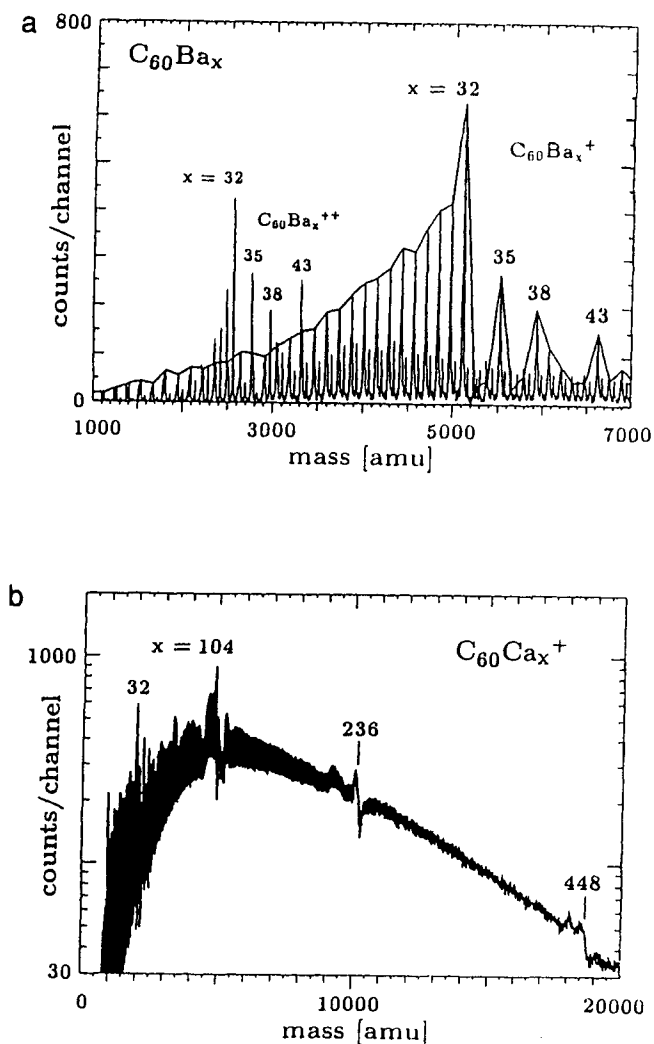 a
800
C60Bax
x = 32
C60Bax+
x = 32
C60Bax++
35
38
43
35
38
43
counts/channel
0
1000
3000
5000
7000
mass [amu]
b
1000
x = 104
C60Cax+
32
236
448
counts/channel
30
0
10000
20000
mass [amu]